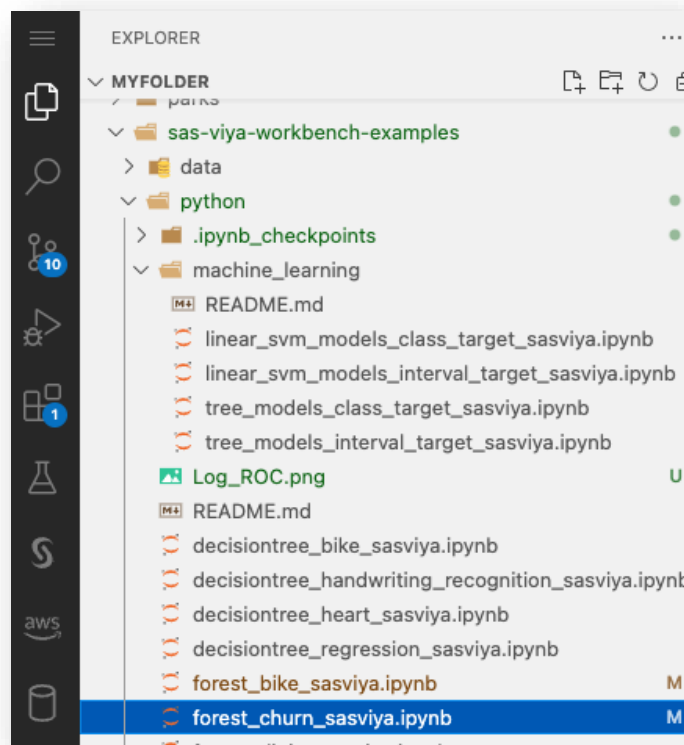 EXPLORER
MYFOLDER
parks
sas-viya-workbench-examples
data
python
.ipynb_checkpoints
10
machine_learning
M↓ README.md
linear_svm_models_class_target_sasviya.ipynb
linear_svm_models_interval_target_sasviya.ipynb
1
tree_models_class_target_sasviya.ipynb
tree_models_interval_target_sasviya.ipynb
Log_ROC.png U
M↓ README.md
decisiontree_bike_sasviya.ipynb
decisiontree_handwriting_recognition_sasviya.ipynb
decisiontree_heart_sasviya.ipynb
aws
decisiontree_regression_sasviya.ipynb
forest_bike_sasviya.ipynb M
forest_churn_sasviya.ipynb M